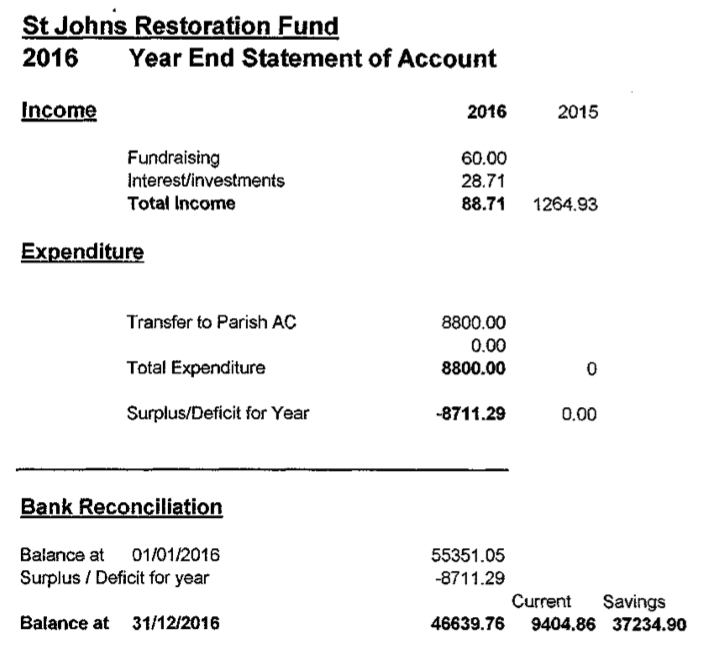 St Johns Restoration Fund
2016 Year End Statement of Account
Income 2016 2015
Fundraising 60.00
Interest/investments 28.71
Total Income 88.71 1264.93
Expenditure
Transfer to Parish AC 8800.00
0.00
Total Expenditure 8800.00 0
Surplus/Deficit for Year -8711.29 0.00
Bank Reconciliation
Balance at 01/01/2016 55351.05
Surplus / Deficit for year -8711.29
Current Savings
Balance at 31/12/2016 46639.76 9404.86 37234.90